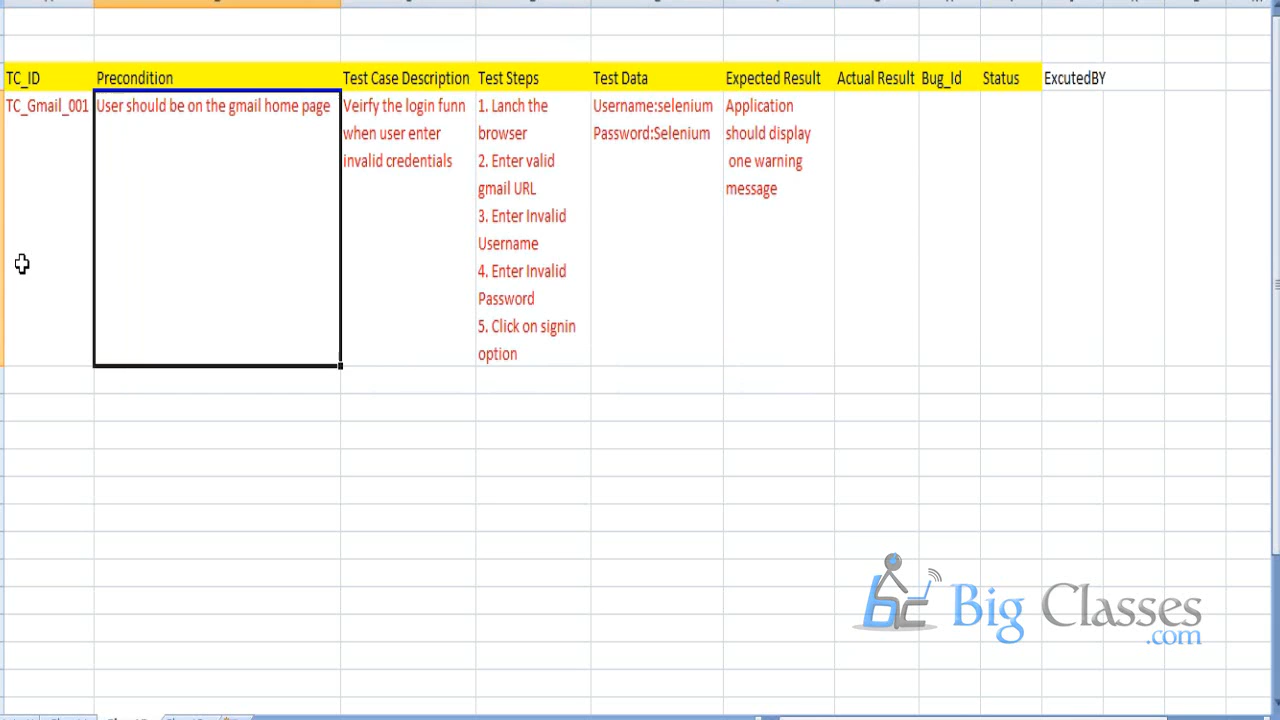 TC_ID Precondition Test Case Description Test Steps Test Data Expected Result Actual Result Bug_Id Status ExcutedBY
TC_Gmail_001
User should be on the gmail home page
Veirfy the login funn
when user enter
invalid credentials
1. Lanch the
browser
2. Enter valid
gmail URL
3. Enter Invalid
Username
4. Enter Invalid
Password
5. Click on signin
option
Username:selenium
Password:Selenium
Application
should display
one warning
message
bc Big Classes
.com